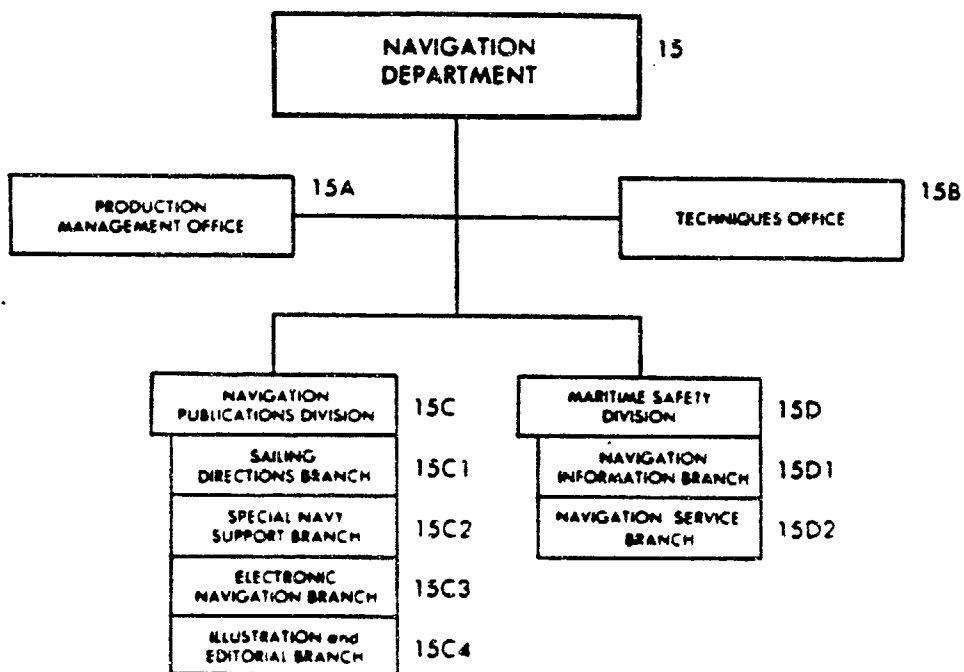 NAVIGATION
DEPARTMENT
15
PRODUCTION
MANAGEMENT OFFICE
15A
TECHNIQUES OFFICE
15B
NAVIGATION
PUBLICATIONS DIVISION
15C
SAILING
DIRECTIONS BRANCH
15C1
SPECIAL NAVY
SUPPORT BRANCH
15C2
ELECTRONIC
NAVIGATION BRANCH
15C3
ILLUSTRATION and
EDITORIAL BRANCH
15C4
MARITIME SAFETY
DIVISION
15D
NAVIGATION
INFORMATION BRANCH
15D1
NAVIGATION SERVICE
BRANCH
15D2